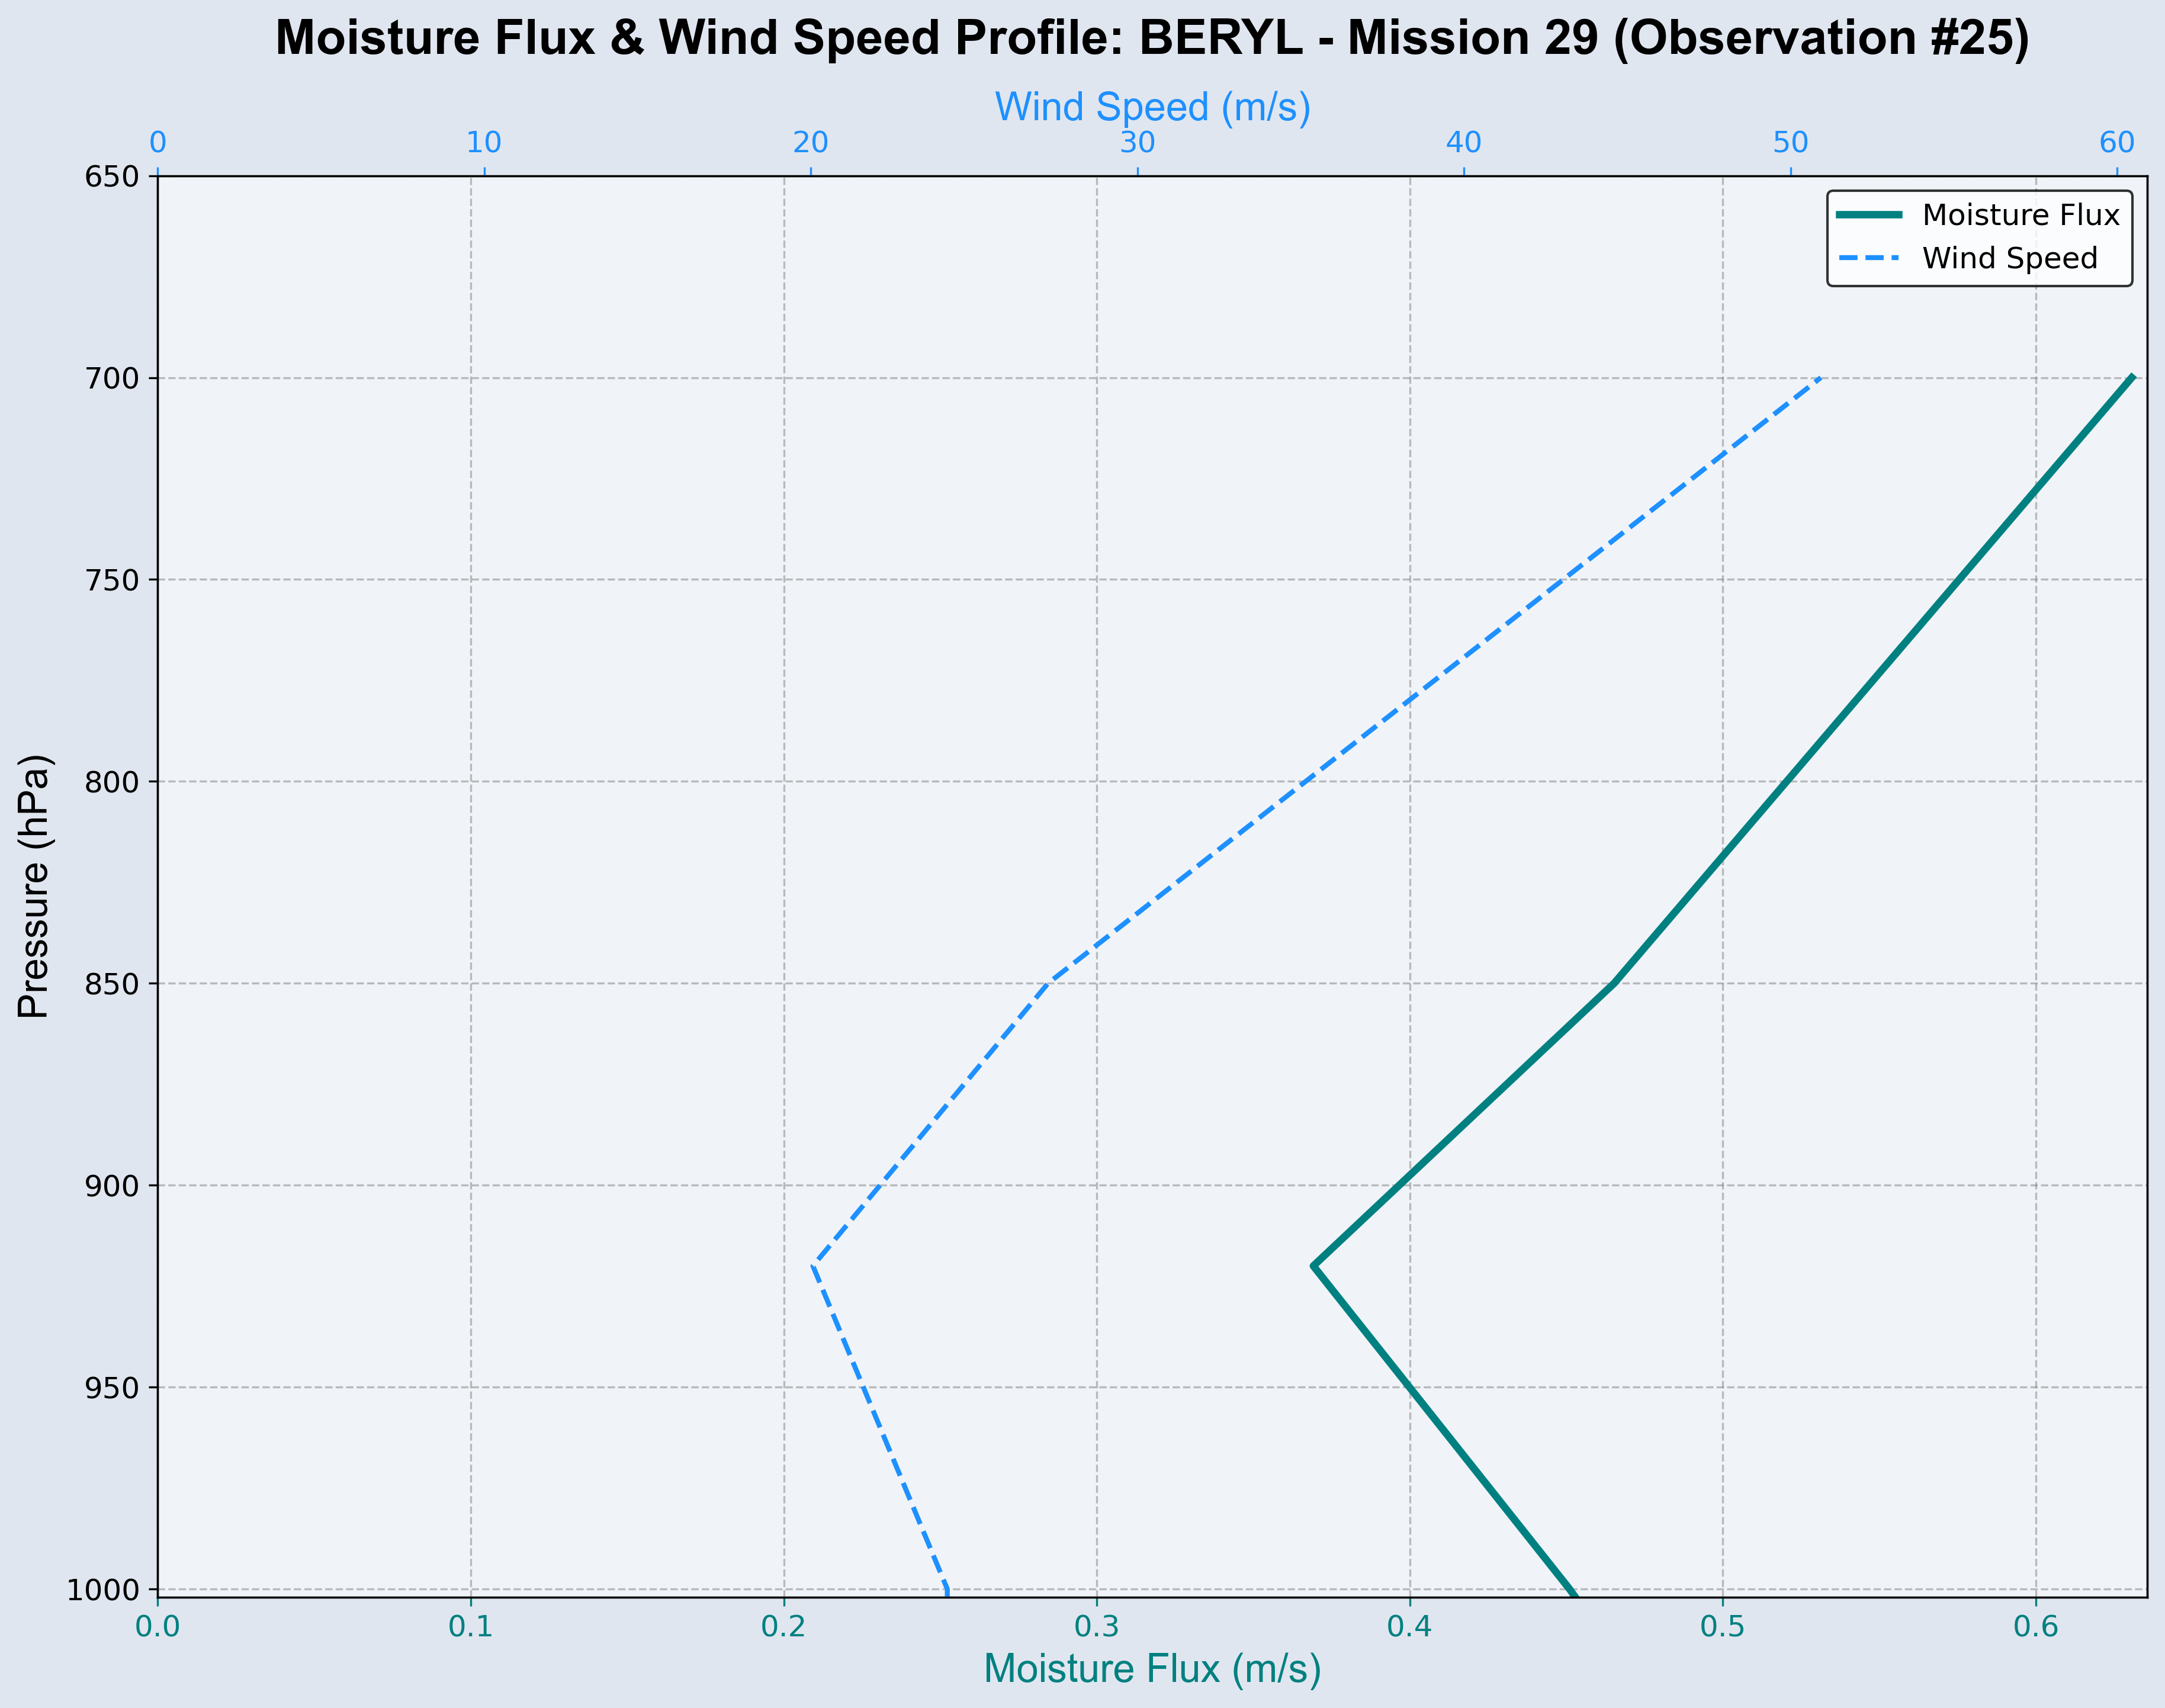 Moisture Flux & Wind Speed Profile: BERYL - Mission 29 (Observation #25)
Wind Speed (m/s)
0 10 20 30 40 50 60
Moisture Flux
Wind Speed
650
700
750
800
850
900
950
1000
Pressure (hPa)
0.0 0.1 0.2 0.3 0.4 0.5 0.6
Moisture Flux (m/s)